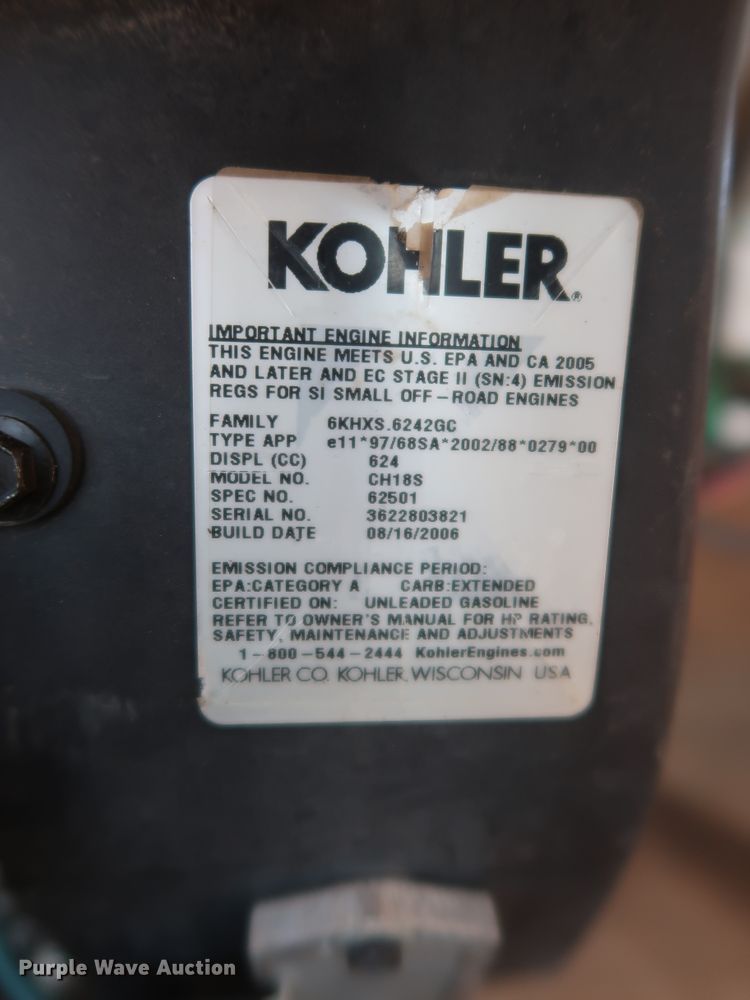 KOHLER®
IMPORTANT ENGINE INFORMATION
THIS ENGINE MEETS U.S. EPA AND CA 2005
AND LATER AND EC STAGE II (SN:4) EMISSION
REGS FOR SI SMALL OFF-ROAD ENGINES
FAMILY 6KHXS.6242GC
TYPE APP e11*97/68SA*2002/88*0279*00
DISPL (CC) 624
MODEL NO. CH18S
SPEC NO. 62501
SERIAL NO. 3622803821
BUILD DATE 08/16/2006
EMISSION COMPLIANCE PERIOD:
EPA:CATEGORY A CARB:EXTENDED
CERTIFIED ON: UNLEADED GASOLINE
REFER TO OWNER'S MANUAL FOR HP RATING,
SAFETY, MAINTENANCE AND ADJUSTMENTS
1-800-544-2444 KohlerEngines.com
KOHLER CO. KOHLER, WISCONSIN USA
Purple Wave Auction